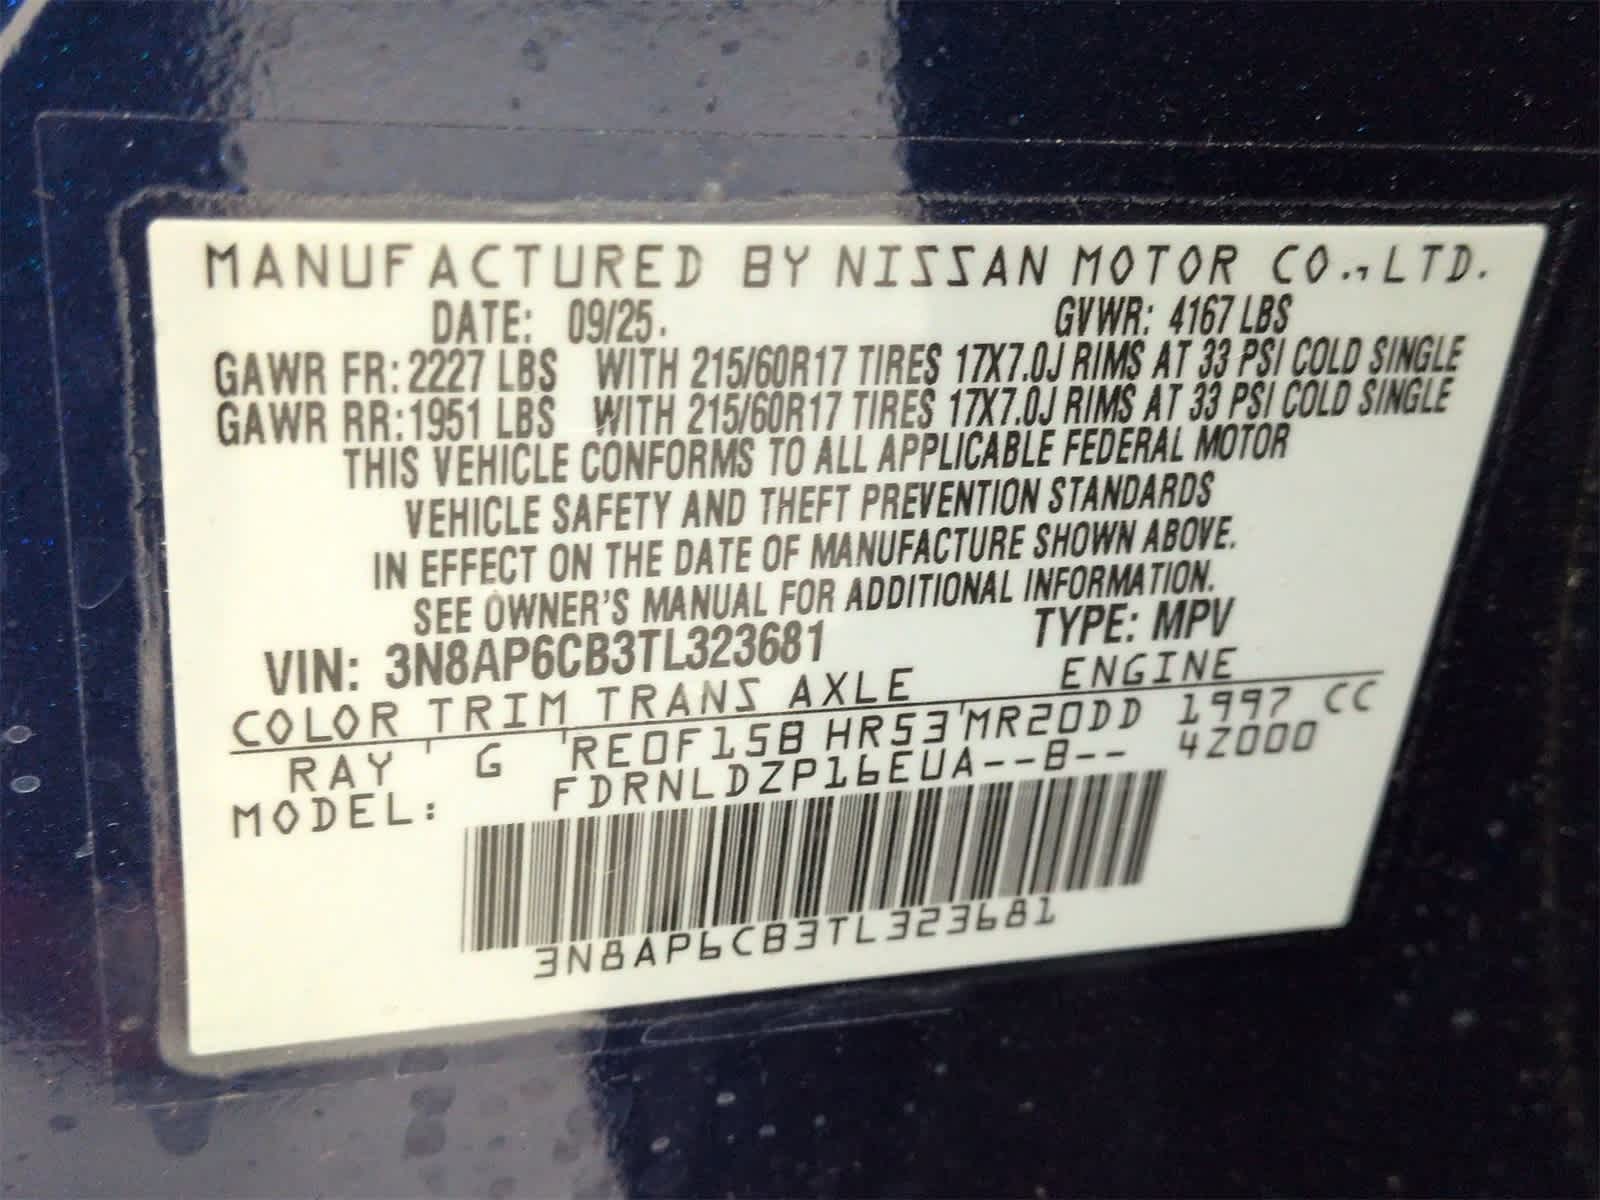 MANUFACTURED BY NISSAN MOTOR CO., LTD.
DATE: 09/25. GVWR: 4167 LBS
GAWR FR: 2227 LBS WITH 215/60R17 TIRES 17X7.0J RIMS AT 33 PSI COLD SINGLE
GAWR RR: 1951 LBS WITH 215/60R17 TIRES 17X7.0J RIMS AT 33 PSI COLD SINGLE
THIS VEHICLE CONFORMS TO ALL APPLICABLE FEDERAL MOTOR
VEHICLE SAFETY AND THEFT PREVENTION STANDARDS
IN EFFECT ON THE DATE OF MANUFACTURE SHOWN ABOVE.
SEE OWNER'S MANUAL FOR ADDITIONAL INFORMATION.
VIN: 3N8AP6CB3TL323681 TYPE: MPV
COLOR TRIM TRANS AXLE ENGINE
RAY G RE0F15B HR53 MR20DD 1997 CC
MODEL: FDRNLDZP16EUA--B-- 4Z000
3N8AP6CB3TL323681